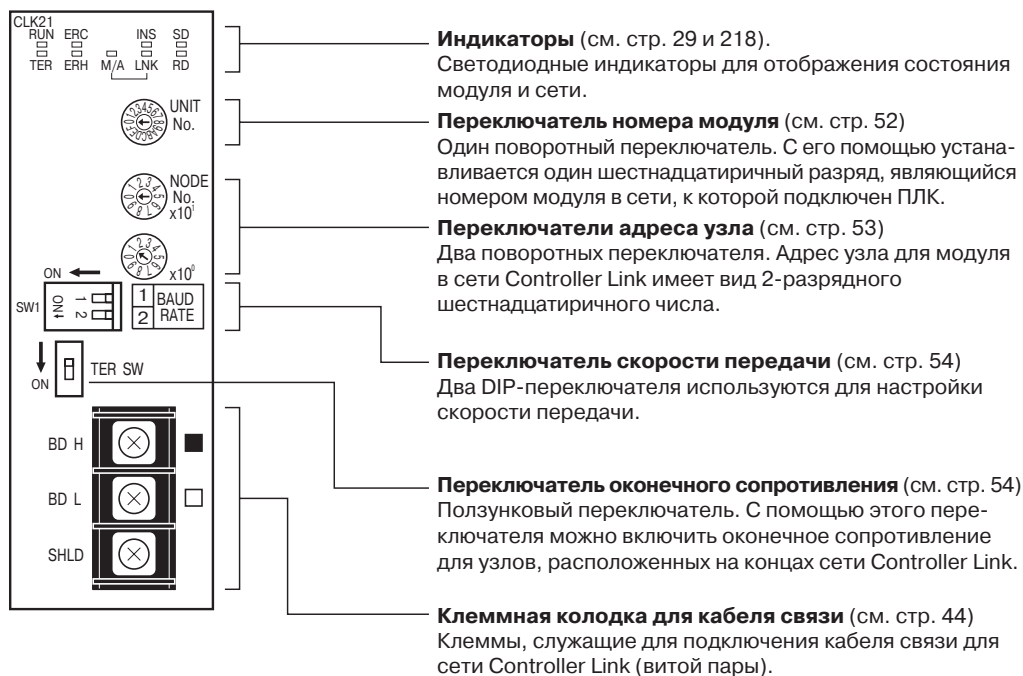 CLK21
RUN ERC INS SD
TER ERH M/A LNK RD
UNIT
No.
0123456789ABCDEF
NODE
No.
x10¹
0123456789
x10⁰
0123456789
ON
SW1
ON
1
2
1 BAUD
2 RATE
ON
TER SW
BD H
BD L
SHLD
Индикаторы (см. стр. 29 и 218).
Светодиодные индикаторы для отображения состояния
модуля и сети.
Переключатель номера модуля (см. стр. 52)
Один поворотный переключатель. С его помощью устана-
вливается один шестнадцатиричный разряд, являющийся
номером модуля в сети, к которой подключен ПЛК.
Переключатели адреса узла (см. стр. 53)
Два поворотных переключателя. Адрес узла для модуля
в сети Controller Link имеет вид 2-разрядного
шестнадцатиричного числа.
Переключатель скорости передачи (см. стр. 54)
Два DIP-переключателя используются для настройки
скорости передачи.
Переключатель оконечного сопротивления (см. стр. 54)
Ползунковый переключатель. С помощью этого пере-
ключателя можно включить оконечное сопротивление
для узлов, расположенных на концах сети Controller Link.
Клеммная колодка для кабеля связи (см. стр. 44)
Клеммы, служащие для подключения кабеля связи для
сети Controller Link (витой пары).